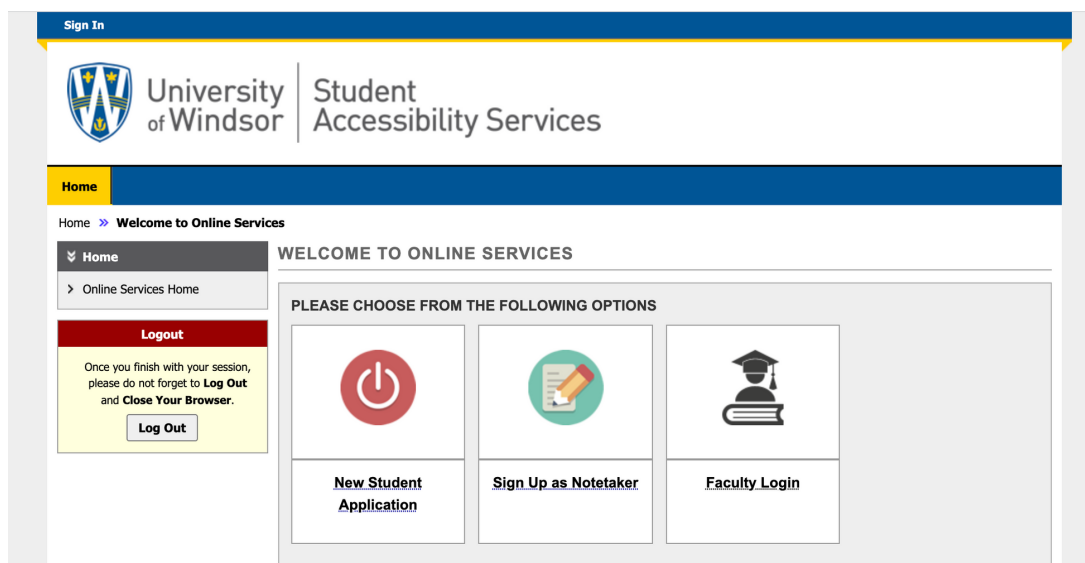 Sign In
University
of Windsor
Student
Accessibility Services
Home
Home » Welcome to Online Services
Home
Online Services Home
Logout
Once you finish with your session,
please do not forget to Log Out
and Close Your Browser.
Log Out
WELCOME TO ONLINE SERVICES
PLEASE CHOOSE FROM THE FOLLOWING OPTIONS
New Student
Application
Sign Up as Notetaker
Faculty Login